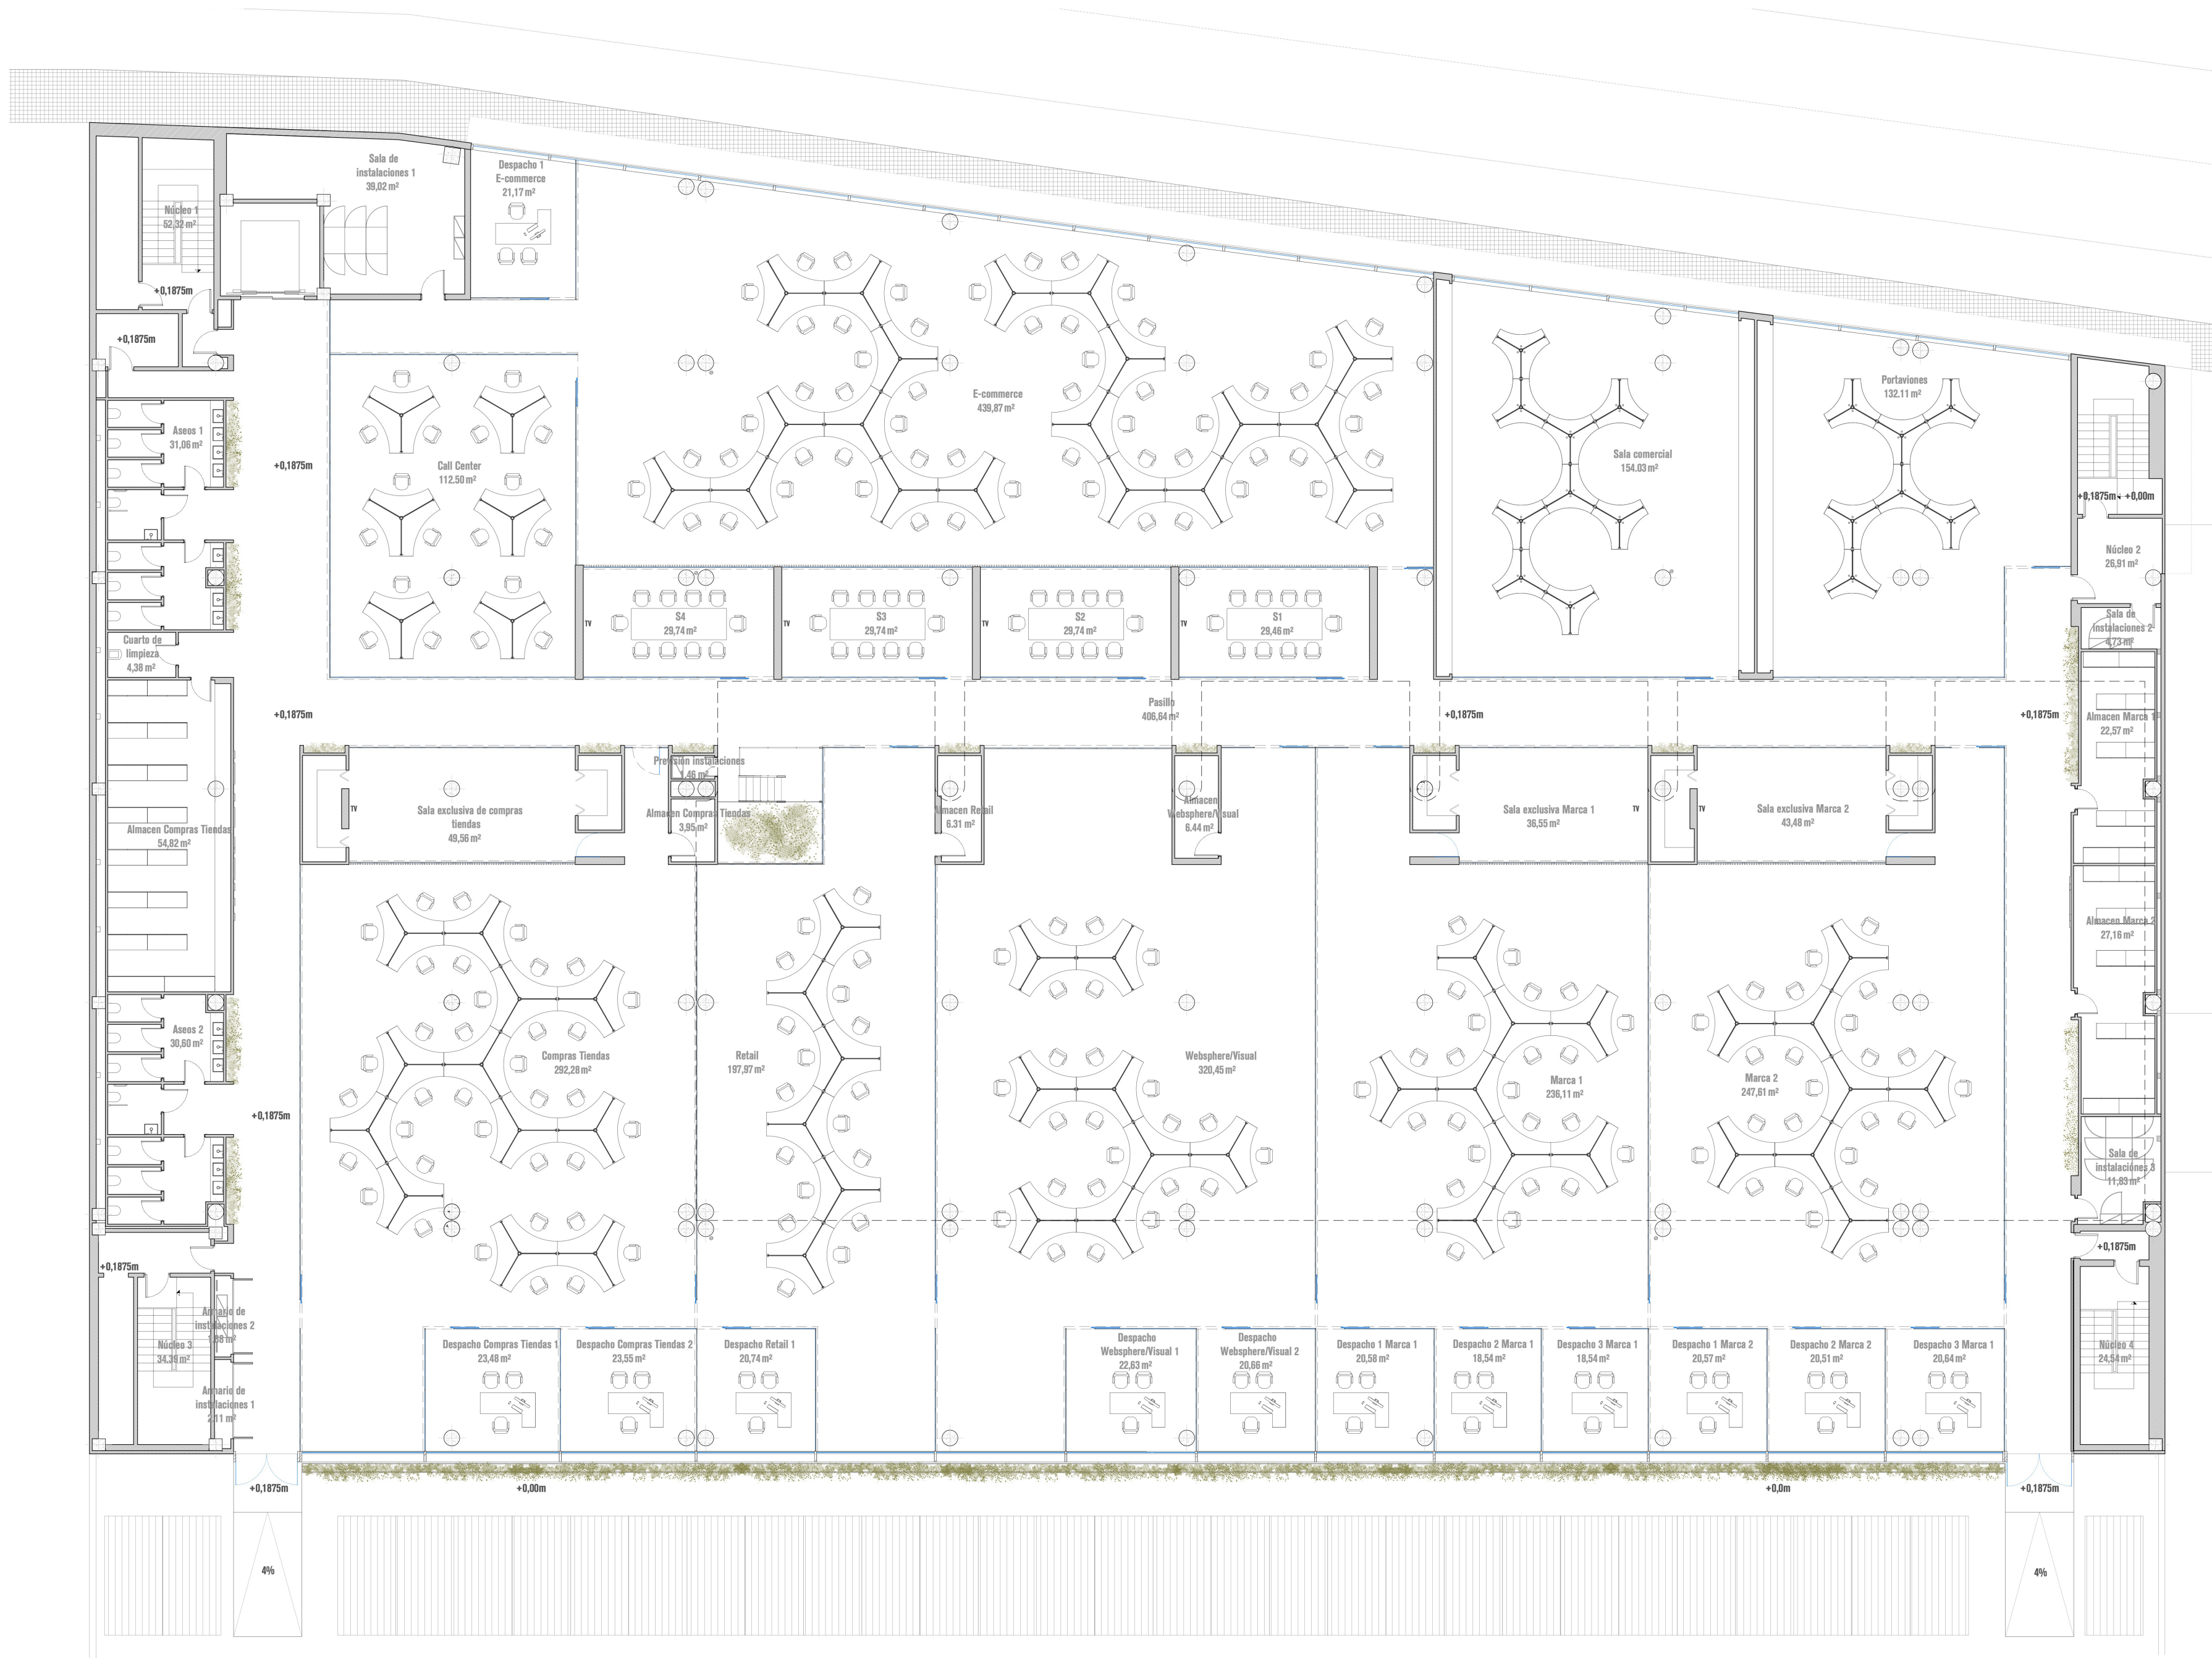 Sala de
instalaciones 1
39,02 m²
Despacho 1
E-commerce
21,17 m²
Núcleo 1
52,32 m²
+0,1875m
+0,1875m
E-commerce
439,87 m²
Portaviones
132.11 m²
Aseos 1
31,06 m²
+0,1875m
Call Center
112.50 m²
Sala comercial
154.03 m²
+0,1875m
+0,00m
Núcleo 2
26,91 m²
Cuarto de
limpieza
4,38 m²
TV
S4
29,74 m²
TV
S3
29,74 m²
TV
S2
29,74 m²
TV
S1
29,46 m²
Sala de
instalaciones 2
4,73 m²
+0,1875m
Pasillo
406,64 m²
+0,1875m
+0,1875m
Almacen Marca 1
22,57 m²
Previsión instalaciones
1.46 m²
Almacen Compras Tiendas
54,82 m²
TV
Sala exclusiva de compras
tiendas
49,56 m²
Almacen Compras Tiendas
3,95 m²
Almacen Retail
6.31 m²
Almacen
Websphere/Visual
6.44 m²
Sala exclusiva Marca 1
36,55 m²
TV
TV
Sala exclusiva Marca 2
43,48 m²
Almacen Marca 2
27,16 m²
Aseos 2
30,60 m²
Compras Tiendas
292,28 m²
Retail
197,97 m²
Websphere/Visual
320,45 m²
Marca 1
236,11 m²
Marca 2
247,61 m²
+0,1875m
Sala de
instalaciones 3
11,83 m²
+0,1875m
+0,1875m
Armario de
instalaciones 2
Núcleo 3
34.39 m²
Armario de
instalaciones 1
2,11 m²
Despacho Compras Tiendas 1
23,48 m²
Despacho Compras Tiendas 2
23,55 m²
Despacho Retail 1
20,74 m²
Despacho
Websphere/Visual 1
22,63 m²
Despacho
Websphere/Visual 2
20,66 m²
Despacho 1 Marca 1
20,58 m²
Despacho 2 Marca 1
18,54 m²
Despacho 3 Marca 1
18,54 m²
Despacho 1 Marca 2
20,57 m²
Despacho 2 Marca 2
20,51 m²
Despacho 3 Marca 1
20,64 m²
Núcleo 4
24,54 m²
+0,1875m
+0,00m
+0,0m
+0,1875m
4%
4%